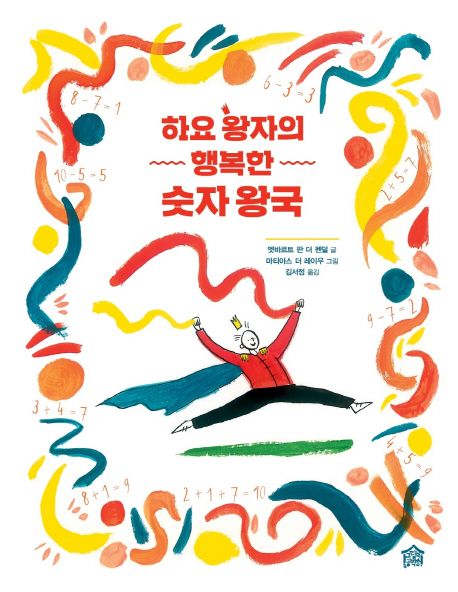 8-7=1
6-3=3
하요 왕자의
행복한
숫자 왕국
10-5=5
2+5=7
엣바르트 판 더 펜덜 글
마티아스 더 레이우 그림
김서정 옮김
9-7=2
3+4=7
4+5=9
8+1=9
2+1+7=10